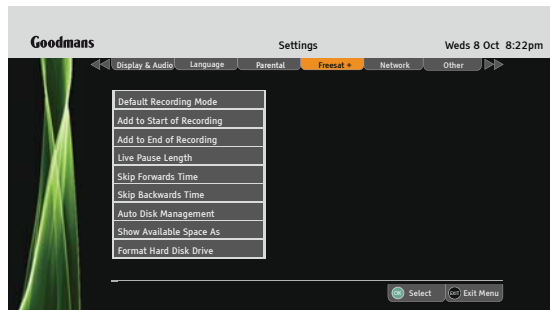 Goodmans Settings Weds 8 Oct 8:22pm
Display & Audio Language Parental Freesat + Network Other
Default Recording Mode
Add to Start of Recording
Add to End of Recording
Live Pause Length
Skip Forwards Time
Skip Backwards Time
Auto Disk Management
Show Available Space As
Format Hard Disk Drive
OK Select EXIT Exit Menu